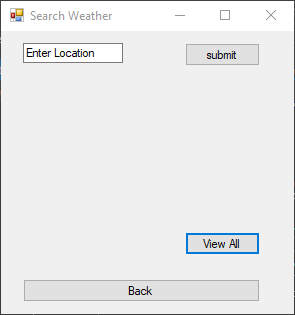 Search Weather
Enter Location
submit
View All
Back